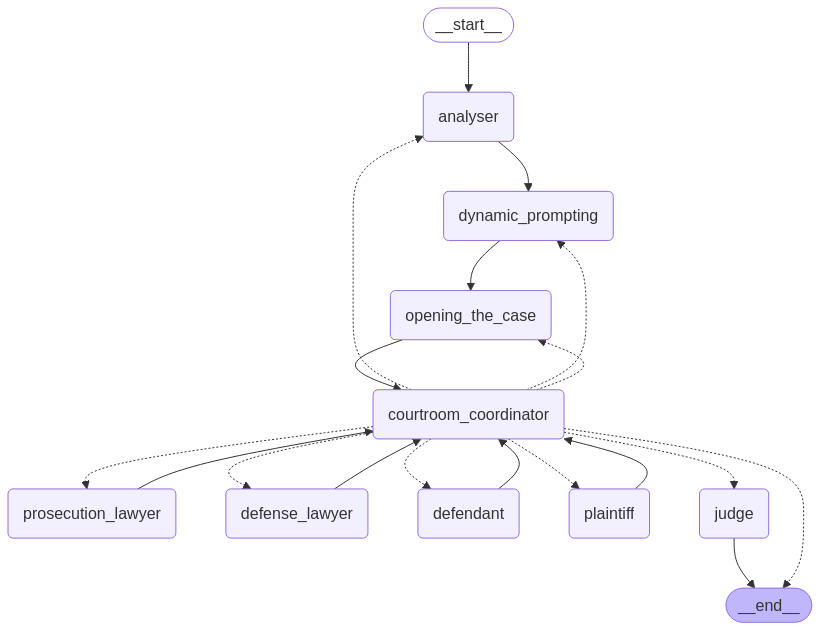 __start__
analyser
dynamic_prompting
opening_the_case
courtroom_coordinator
prosecution_lawyer
defense_lawyer
defendant
plaintiff
judge
__end__